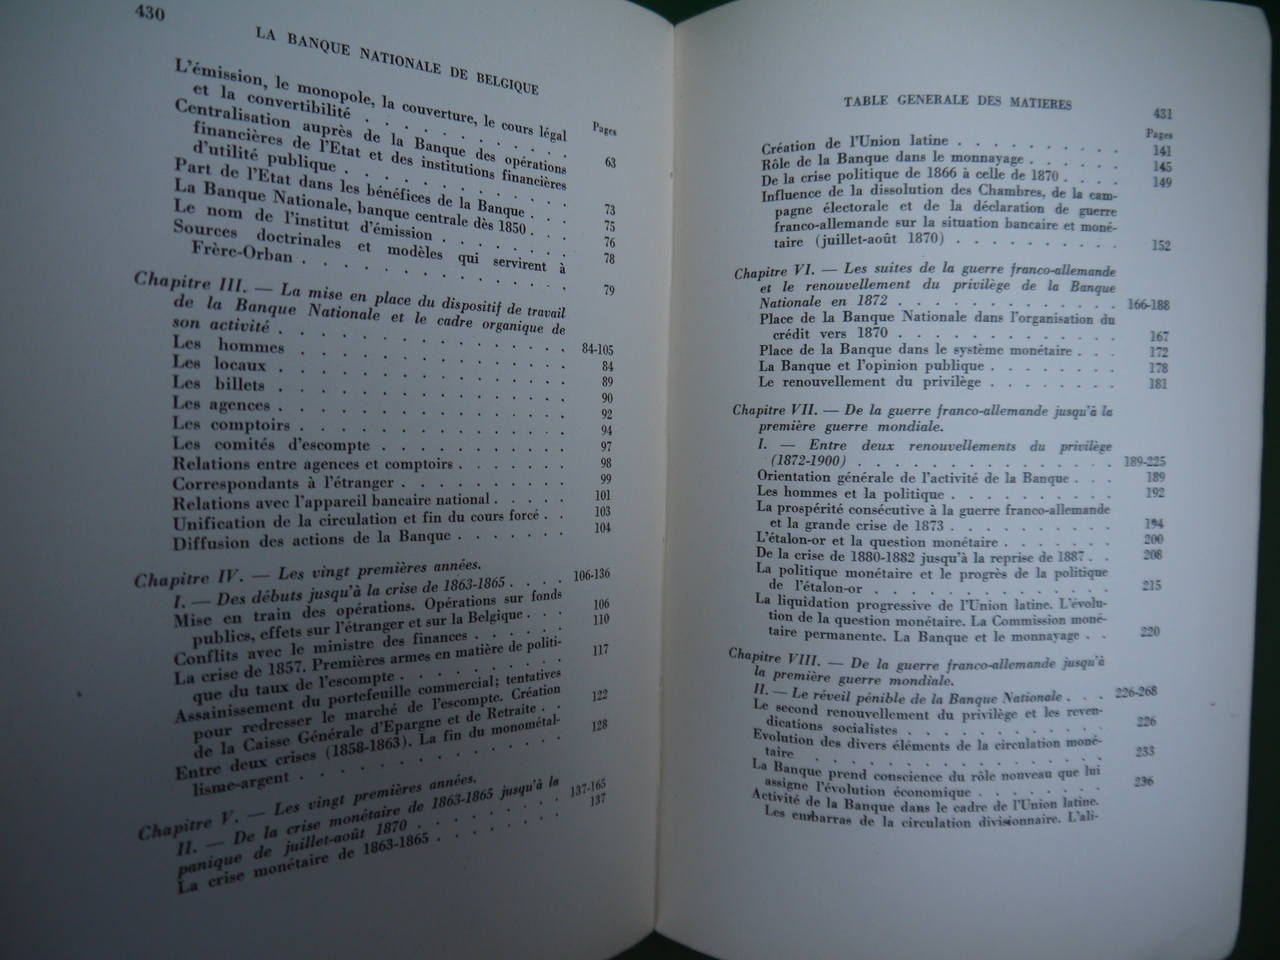 430
LA BANQUE NATIONALE DE BELGIQUE
Pages
L'émission, le monopole, la couverture, le cours légal
et la convertibilité . . . . . . . . . . . 63
Centralisation auprès de la Banque des opérations
financières de l'Etat et des institutions financières
d'utilité publique . . . . . . . . . . . 73
Part de l'Etat dans les bénéfices de la Banque . . . 75
La Banque Nationale, banque centrale dès 1850 . . . 76
Le nom de l'institut d'émission . . . . . . . 78
Sources doctrinales et modèles qui servirent à
Frère-Orban . . . . . . . . . . . . 79
Chapitre III. — La mise en place du dispositif de travail
de la Banque Nationale et le cadre organique de
son activité . . . . . . . . . . . . . 84-105
Les hommes . . . . . . . . . . . . . 84
Les locaux . . . . . . . . . . . . . 89
Les billets . . . . . . . . . . . . . 90
Les agences . . . . . . . . . . . . . 92
Les comptoirs . . . . . . . . . . . . 94
Les comités d'escompte . . . . . . . . . 97
Relations entre agences et comptoirs . . . . . . 98
Correspondants à l'étranger . . . . . . . . 99
Relations avec l'appareil bancaire national . . . . . 101
Unification de la circulation et fin du cours forcé . . 103
Diffusion des actions de la Banque . . . . . . 104
Chapitre IV. — Les vingt premières années.
I. — Des débuts jusqu'à la crise de 1863-1865 . . . . 106-136
Mise en train des opérations. Opérations sur fonds
publics, effets sur l'étranger et sur la Belgique . . . 106
Conflits avec le ministre des finances . . . . . 110
La crise de 1857. Premières armes en matière de politi-
que du taux de l'escompte . . . . . . . . 117
Assainissement du portefeuille commercial; tentatives
pour redresser le marché de l'escompte. Création
de la Caisse Générale d'Epargne et de Retraite . . 122
Entre deux crises (1858-1863). La fin du monométal-
lisme-argent . . . . . . . . . . . . 128
Chapitre V. — Les vingt premières années.
II. — De la crise monétaire de 1863-1865 jusqu'à la
panique de juillet-août 1870 . . . . . . . . 137-165
La crise monétaire de 1863-1865 . . . . . . . 137
TABLE GENERALE DES MATIERES
431
Pages
Création de l'Union latine . . . . . . . . . 141
Rôle de la Banque dans le monnayage . . . . . . 145
De la crise politique de 1866 à celle de 1870 . . . . 149
Influence de la dissolution des Chambres, de la cam-
pagne électorale et de la déclaration de guerre
franco-allemande sur la situation bancaire et moné-
taire (juillet-août 1870) . . . . . . . . . 152
Chapitre VI. — Les suites de la guerre franco-allemande
et le renouvellement du privilège de la Banque
Nationale en 1872 . . . . . . . . . . . 166-188
Place de la Banque Nationale dans l'organisation du
crédit vers 1870 . . . . . . . . . . . 167
Place de la Banque dans le système monétaire . . . 172
La Banque et l'opinion publique . . . . . . . 178
Le renouvellement du privilège . . . . . . . 181
Chapitre VII. — De la guerre franco-allemande jusqu'à la
première guerre mondiale.
I. — Entre deux renouvellements du privilège
(1872-1900) . . . . . . . . . . . . . 189-225
Orientation générale de l'activité de la Banque . . . 189
Les hommes et la politique . . . . . . . . . 192
La prospérité consécutive à la guerre franco-allemande
et la grande crise de 1873 . . . . . . . . . 194
L'étalon-or et la question monétaire . . . . . . 200
De la crise de 1880-1882 jusqu'à la reprise de 1887 . . 208
La politique monétaire et le progrès de la politique
de l'étalon-or . . . . . . . . . . . . 215
La liquidation progressive de l'Union latine. L'évolu-
tion de la question monétaire. La Commission moné-
taire permanente. La Banque et le monnayage . . 220
Chapitre VIII. — De la guerre franco-allemande jusqu'à
la première guerre mondiale.
II. — Le réveil pénible de la Banque Nationale . . . 226-268
Le second renouvellement du privilège et les reven-
dications socialistes . . . . . . . . . . 226
Evolution des divers éléments de la circulation moné-
taire . . . . . . . . . . . . . . 233
La Banque prend conscience du rôle nouveau que lui
assigne l'évolution économique . . . . . . . 236
Activité de la Banque dans le cadre de l'Union latine.
Les embarras de la circulation divisionnaire. L'ali-